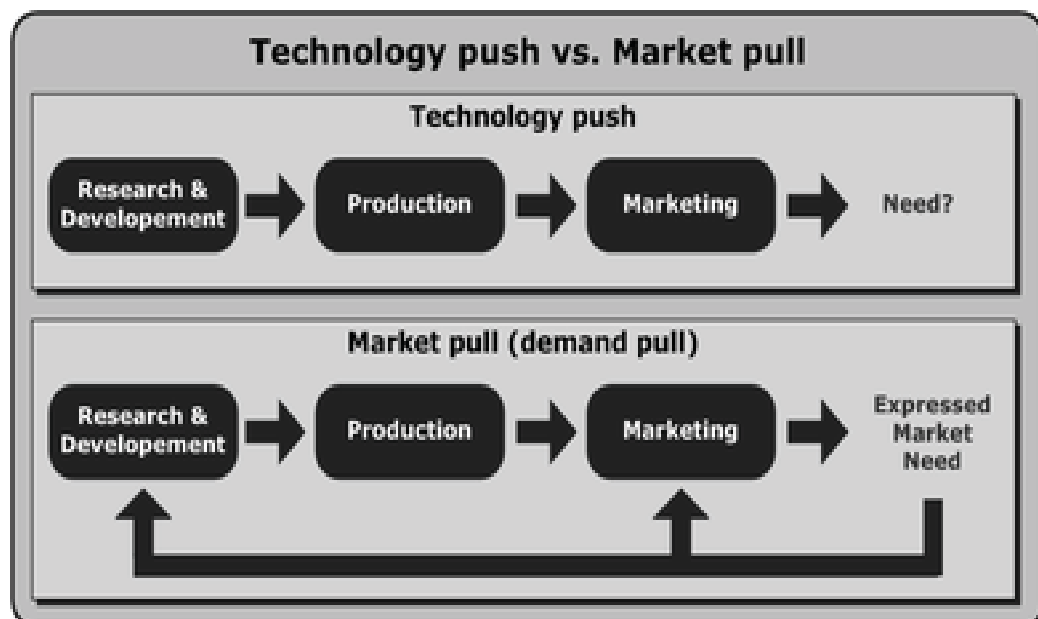 Technology push vs. Market pull
Technology push
Research &
Developement
Production
Marketing
Need?
Market pull (demand pull)
Research &
Developement
Production
Marketing
Expressed
Market
Need